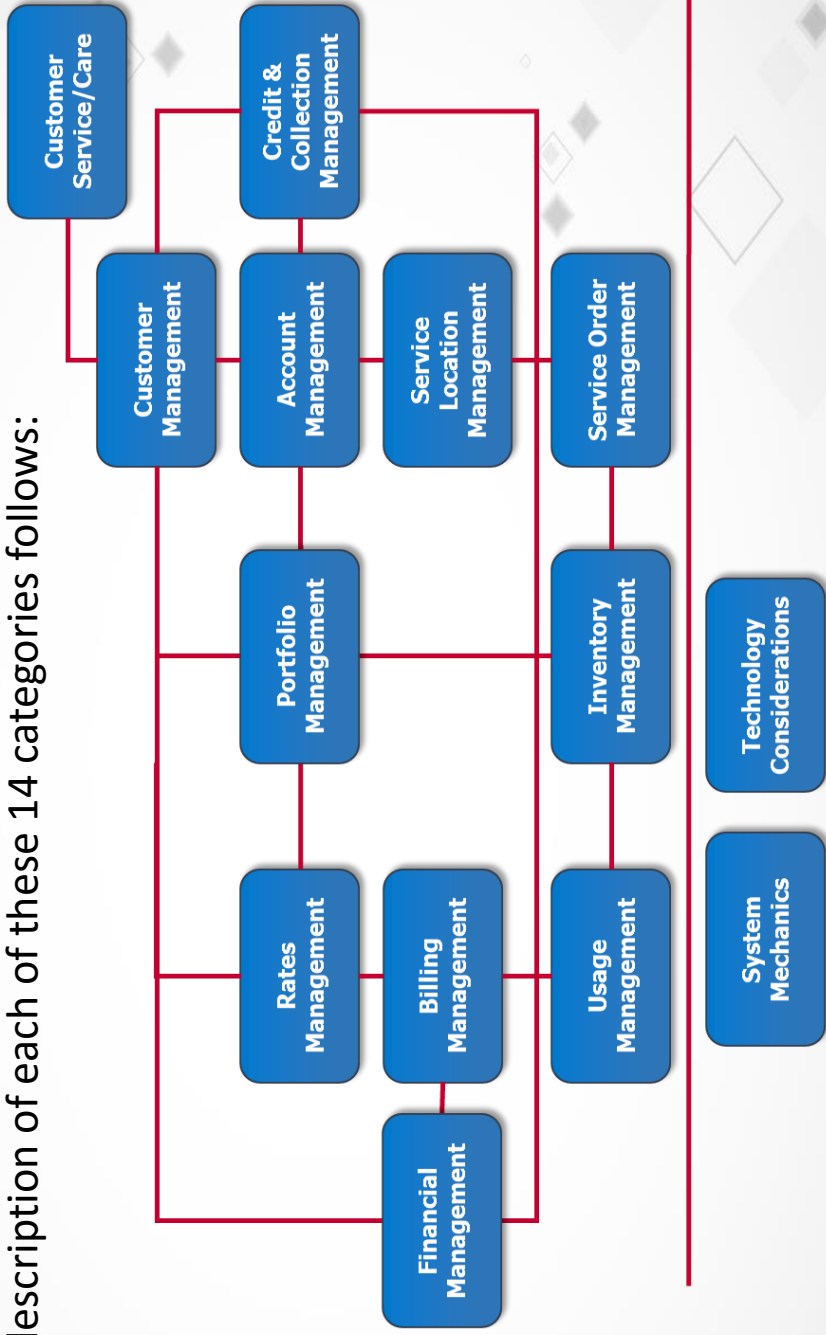 description of each of these 14 categories follows:
Customer
Service/Care
Customer
Management
Rates
Management
Portfolio
Management
Account
Management
Credit &
Collection
Management
Financial
Management
Billing
Management
Service
Location
Management
Usage
Management
Inventory
Management
Service Order
Management
System
Mechanics
Technology
Considerations